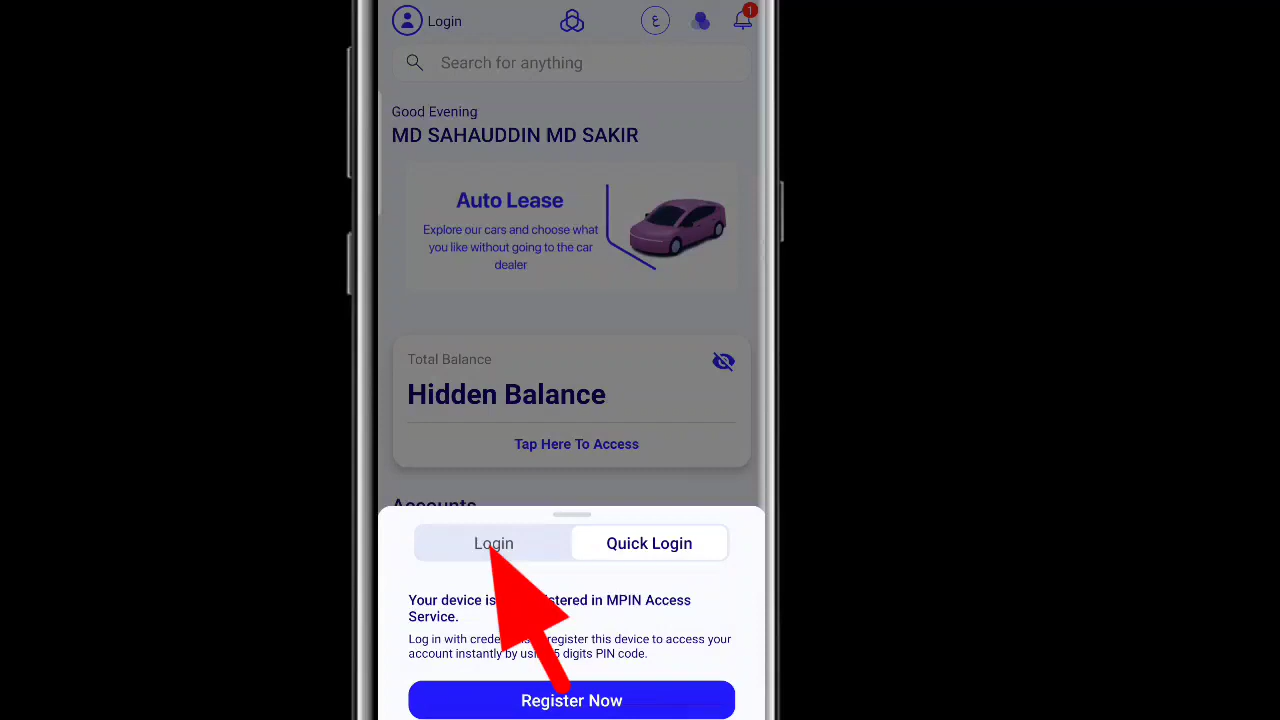 Login
ع
1
Search for anything
Good Evening
MD SAHAUDDIN MD SAKIR
Auto Lease
Explore our cars and choose what
you like without going to the car
dealer
Total Balance
Hidden Balance
Tap Here To Access
Accounts
Login
Quick Login
Your device is istered in MPIN Access
Service.
Log in with register this device to access your
account instantly by 5 digits PIN code.
Register Now